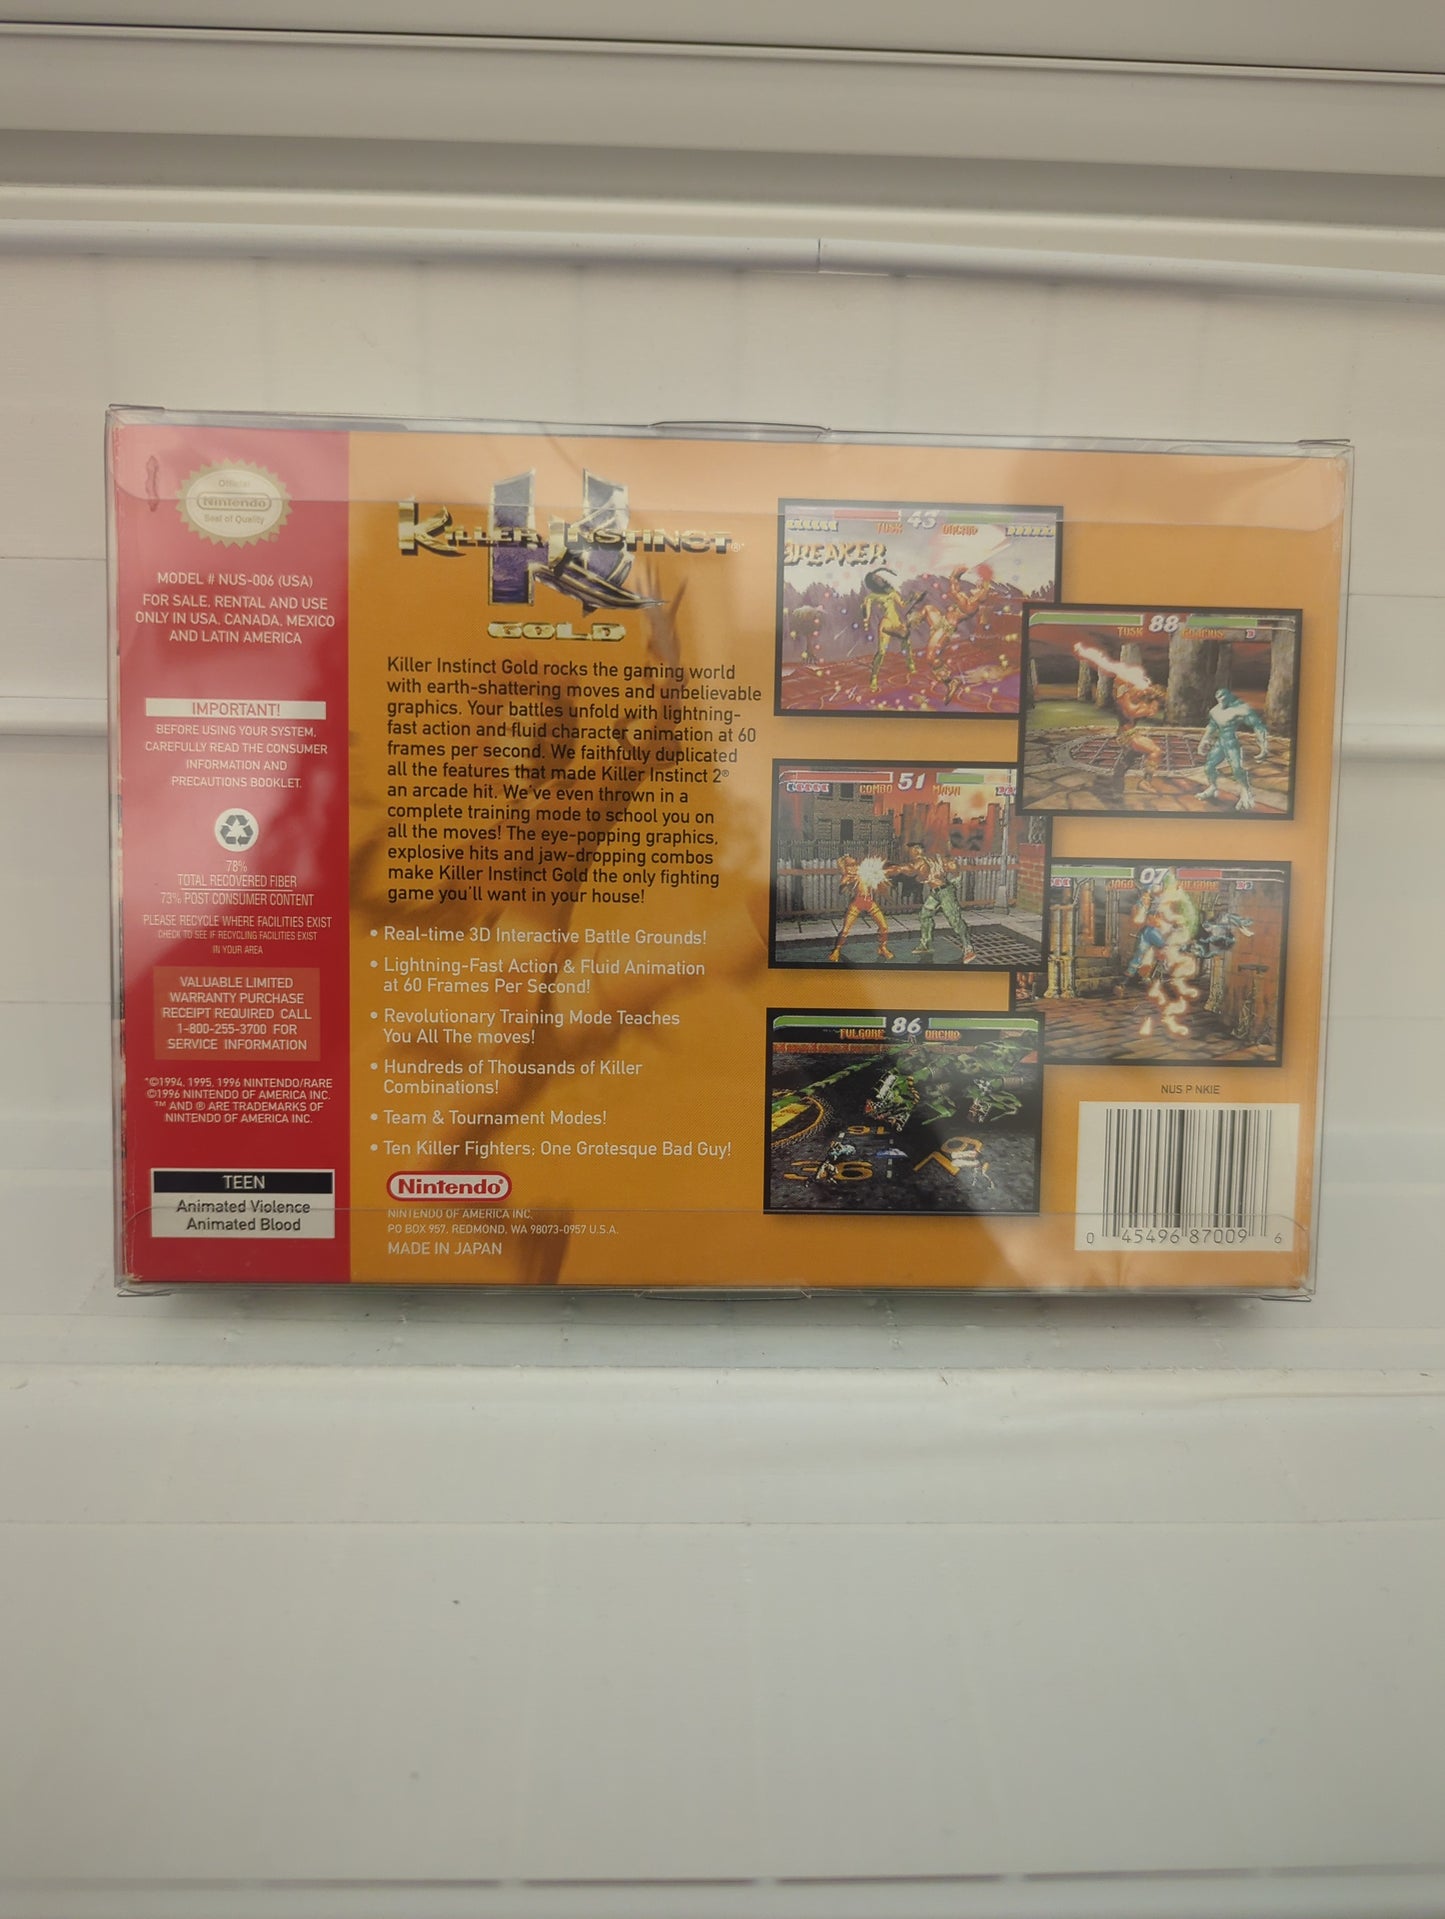 Official
Nintendo
Seal of Quality
MODEL # NUS-006 (USA)
FOR SALE, RENTAL AND USE
ONLY IN USA, CANADA, MEXICO
AND LATIN AMERICA
IMPORTANT!
BEFORE USING YOUR SYSTEM,
CAREFULLY READ THE CONSUMER
INFORMATION AND
PRECAUTIONS BOOKLET.
78%
TOTAL RECOVERED FIBER
73% POST CONSUMER CONTENT
PLEASE RECYCLE WHERE FACILITIES EXIST
CHECK TO SEE IF RECYCLING FACILITIES EXIST
IN YOUR AREA
VALUABLE LIMITED
WARRANTY PURCHASE
RECEIPT REQUIRED CALL
1-800-255-3700 FOR
SERVICE INFORMATION
*©1994, 1995, 1996 NINTENDO/RARE
©1996 NINTENDO OF AMERICA INC.
™ AND ® ARE TRADEMARKS OF
NINTENDO OF AMERICA INC.
TEEN
Animated Violence
Animated Blood
KILLER INSTINCT®*
GOLD
Killer Instinct Gold rocks the gaming world
with earth-shattering moves and unbelievable
graphics. Your battles unfold with lightning-
fast action and fluid character animation at 60
frames per second. We faithfully duplicated
all the features that made Killer Instinct 2®
an arcade hit. We've even thrown in a
complete training mode to school you on
all the moves! The eye-popping graphics,
explosive hits and jaw-dropping combos
make Killer Instinct Gold the only fighting
game you'll want in your house!
• Real-time 3D Interactive Battle Grounds!
• Lightning-Fast Action & Fluid Animation
at 60 Frames Per Second!
• Revolutionary Training Mode Teaches
You All The moves!
• Hundreds of Thousands of Killer
Combinations!
• Team & Tournament Modes!
• Ten Killer Fighters; One Grotesque Bad Guy!
Nintendo®
NINTENDO OF AMERICA INC.
PO BOX 957, REDMOND, WA 98073-0957 U.S.A.
MADE IN JAPAN
TUSK 43 ORCHID
BREAKER
TUSK 88 GLACIUS
COMBO 51 MAYA
JAGO 07 FULGORE
FULGORE 86 ORCHID
16
36
NUS P NKIE
0 45496 87009 6